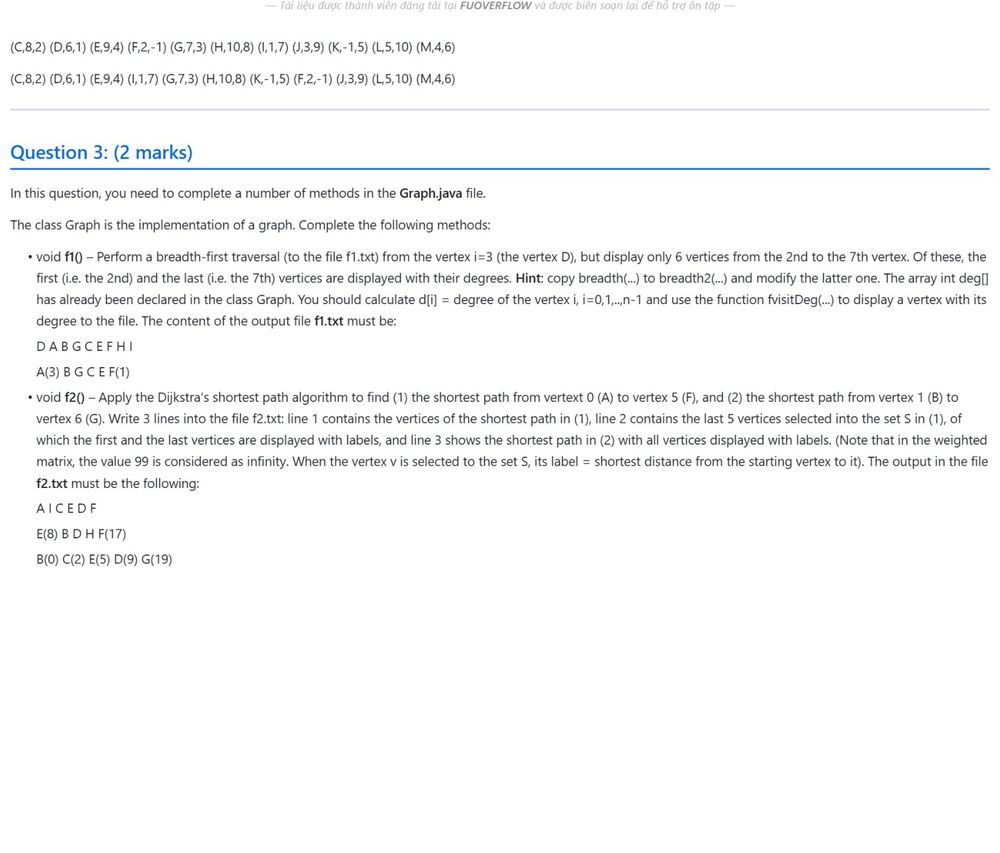 — Tài liệu được thành viên đăng tải tại FUOVERFLOW và được biên soạn lại để hỗ trợ ôn tập —
(C,8,2) (D,6,1) (E,9,4) (F,2,-1) (G,7,3) (H,10,8) (I,1,7) (J,3,9) (K,-1,5) (L,5,10) (M,4,6)
(C,8,2) (D,6,1) (E,9,4) (I,1,7) (G,7,3) (H,10,8) (K,-1,5) (F,2,-1) (J,3,9) (L,5,10) (M,4,6)
Question 3: (2 marks)
In this question, you need to complete a number of methods in the Graph.java file.
The class Graph is the implementation of a graph. Complete the following methods:
• void f1() – Perform a breadth-first traversal (to the file f1.txt) from the vertex i=3 (the vertex D), but display only 6 vertices from the 2nd to the 7th vertex. Of these, the
first (i.e. the 2nd) and the last (i.e. the 7th) vertices are displayed with their degrees. Hint: copy breadth(...) to breadth2(...) and modify the latter one. The array int deg[]
has already been declared in the class Graph. You should calculate d[i] = degree of the vertex i, i=0,1,..,n-1 and use the function fvisitDeg(...) to display a vertex with its
degree to the file. The content of the output file f1.txt must be:
D A B G C E F H I
A(3) B G C E F(1)
• void f2() – Apply the Dijkstra's shortest path algorithm to find (1) the shortest path from vertext 0 (A) to vertex 5 (F), and (2) the shortest path from vertex 1 (B) to
vertex 6 (G). Write 3 lines into the file f2.txt: line 1 contains the vertices of the shortest path in (1), line 2 contains the last 5 vertices selected into the set S in (1), of
which the first and the last vertices are displayed with labels, and line 3 shows the shortest path in (2) with all vertices displayed with labels. (Note that in the weighted
matrix, the value 99 is considered as infinity. When the vertex v is selected to the set S, its label = shortest distance from the starting vertex to it). The output in the file
f2.txt must be the following:
A I C E D F
E(8) B D H F(17)
B(0) C(2) E(5) D(9) G(19)